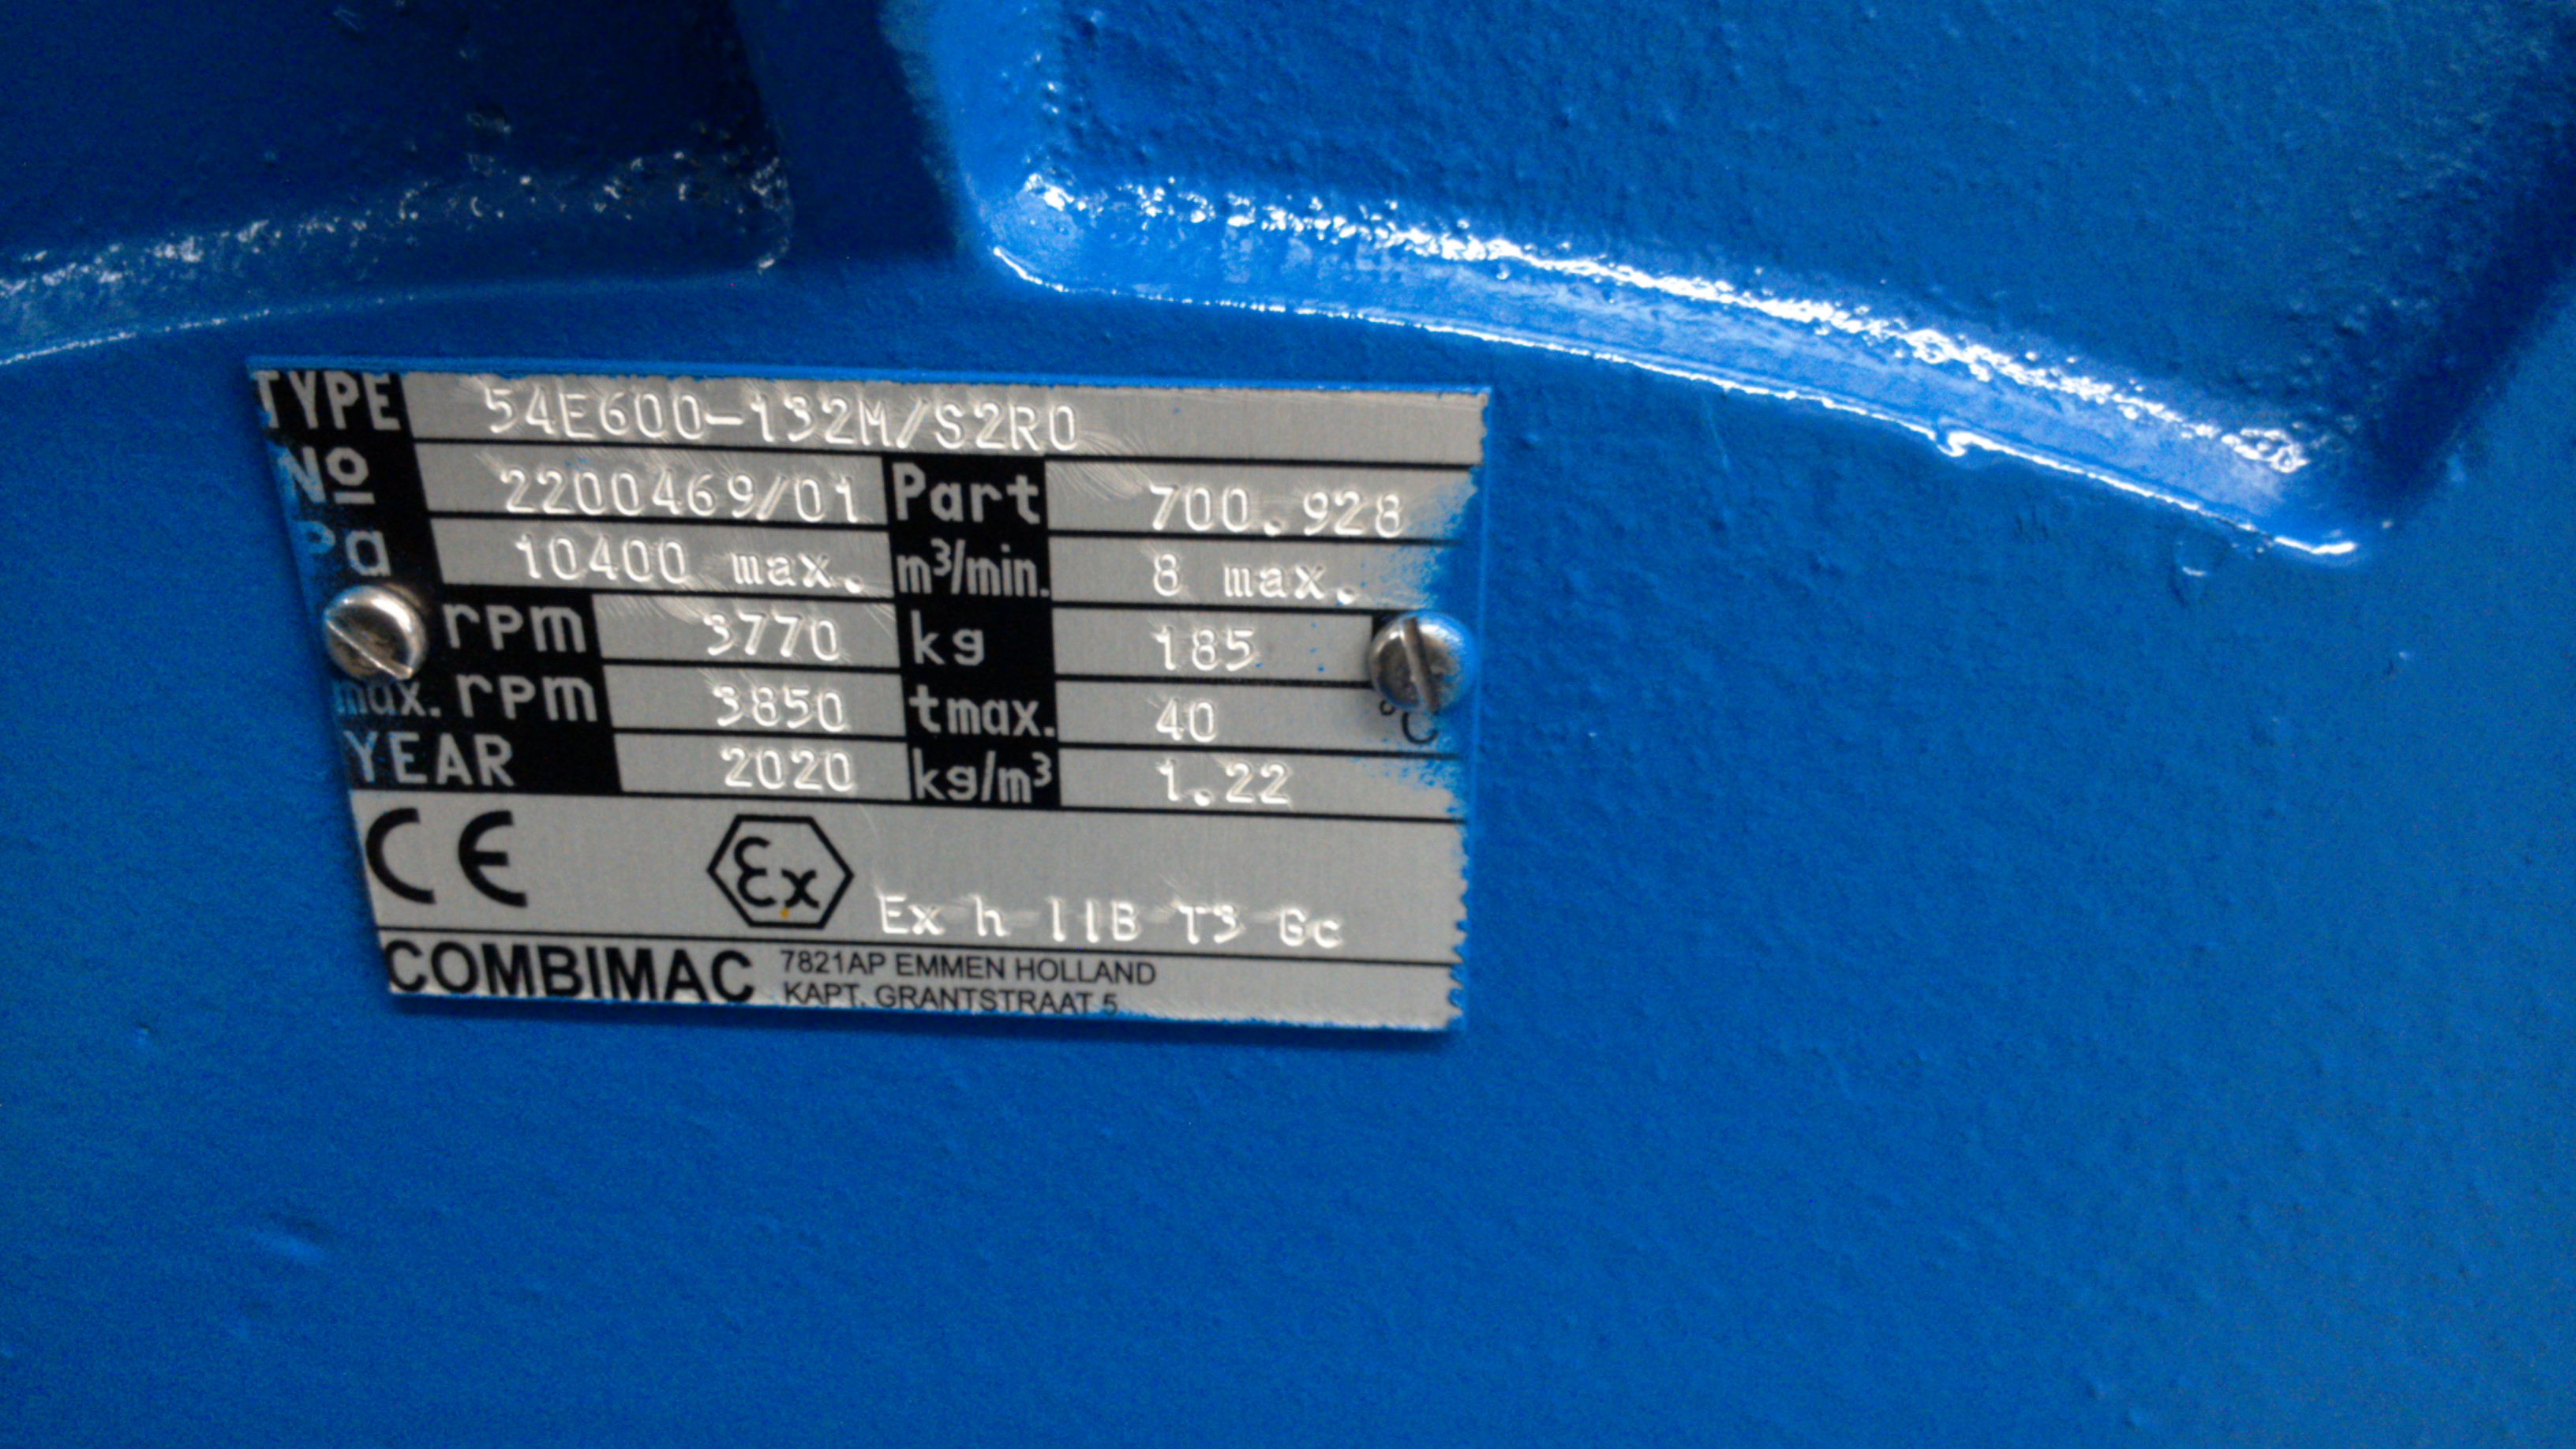 TYPE 54E600-132M/S2R0
Nº 2200469/01 Part 700.928
Pa 10400 max. m³/min. 8 max.
rpm 3770 kg 185
max. rpm 3850 tmax. 40 °C
YEAR 2020 kg/m³ 1.22
CE Ex Ex h IIB T3 Gc
COMBIMAC 7821AP EMMEN HOLLAND
KAPT. GRANTSTRAAT 5